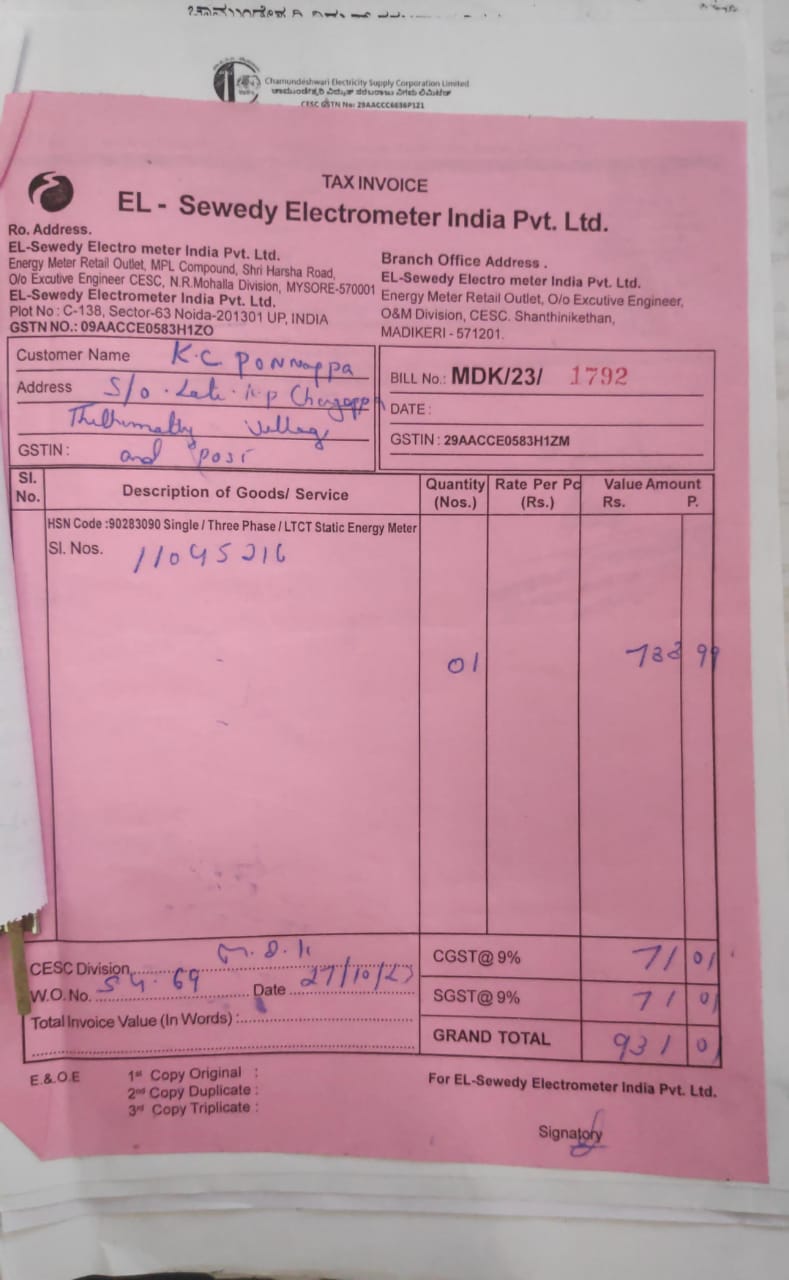 Chamundeshwari Electricity Supply Corporation Limited
ಚಾಮುಂಡೇಶ್ವರಿ ವಿದ್ಯುತ್ ಸರಬರಾಜು ನಿಗಮ ನಿಯಮಿತ
CESC GSTN No: 29AACCC6636P1Z1
TAX INVOICE
EL - Sewedy Electrometer India Pvt. Ltd.
Ro. Address.
EL-Sewedy Electro meter India Pvt. Ltd.
Energy Meter Retail Outlet, MPL Compound, Shri Harsha Road,
O/o Excutive Engineer CESC, N.R.Mohalla Division, MYSORE-570001
EL-Sewedy Electrometer India Pvt. Ltd.
Plot No : C-138, Sector-63 Noida-201301 UP, INDIA
GSTN NO.: 09AACCE0583H1ZO
Branch Office Address .
EL-Sewedy Electro meter India Pvt. Ltd.
Energy Meter Retail Outlet, O/o Excutive Engineer,
O&M Division, CESC. Shanthinikethan,
MADIKERI - 571201.
Customer Name K.C Ponnappa
Address S/o. Late
Village
GSTIN : and post
BILL No.: MDK/23/ 1792
DATE :
GSTIN : 29AACCE0583H1ZM
Sl. No. Description of Goods/ Service Quantity (Nos.) Rate Per Pc (Rs.) Value Amount Rs. P.
HSN Code :90283090 Single / Three Phase / LTCT Static Energy Meter
Sl. Nos.
01 788 99
CESC Division
W.O. No. 54.69 Date 27/10/23
Total Invoice Value (In Words) :
CGST@ 9% 71 01
SGST@ 9% 71 01
GRAND TOTAL 931 01
E.&.O.E
1st Copy Original :
2nd Copy Duplicate :
3rd Copy Triplicate :
For EL-Sewedy Electrometer India Pvt. Ltd.
Signatory